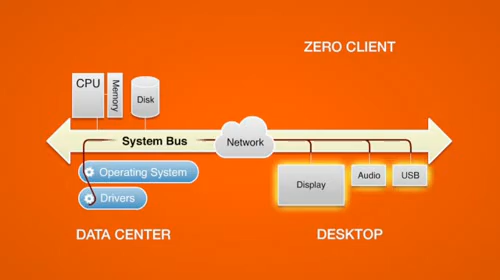 ZERO CLIENT
CPU
Memory
Disk
System Bus
Network
Operating System
Drivers
Display
Audio
USB
DATA CENTER
DESKTOP